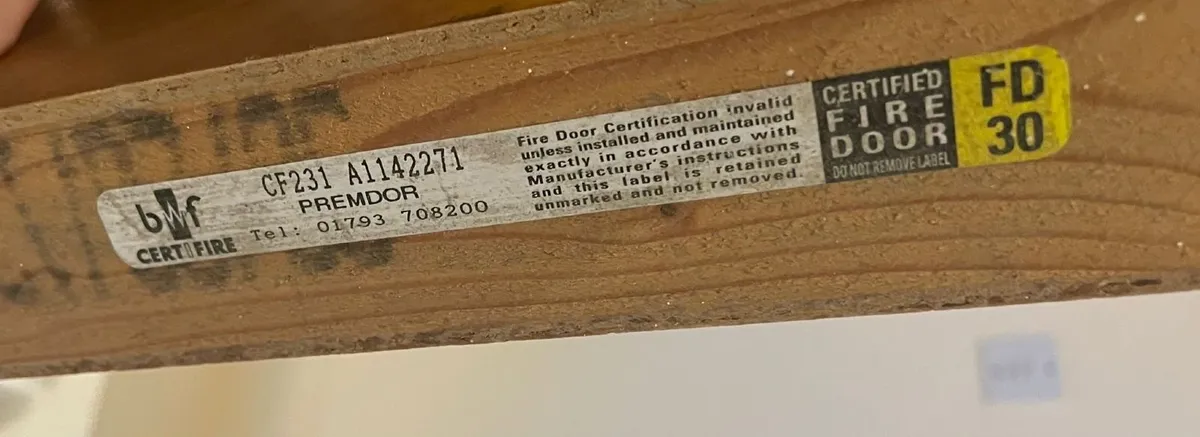 bwf
CERTIFIRE
CF231 A1142271
PREMDOR
Tel: 01793 708200
Fire Door Certification invalid
unless installed and maintained
exactly in accordance with
Manufacturer's instructions
and this label is retained
unmarked and not removed.
CERTIFIED
FIRE
DOOR
DO NOT REMOVE LABEL
FD
30